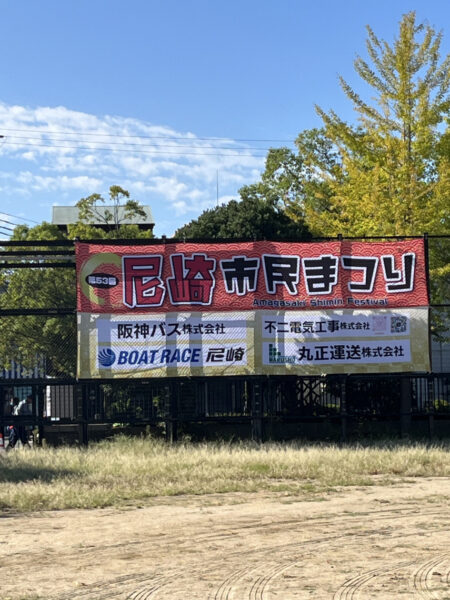 第53回
尼崎市民まつり
Amagasaki Shimin Festival
阪神バス株式会社
不二電気工事株式会社
BOAT RACE 尼崎
MARUSHO
丸正運送株式会社